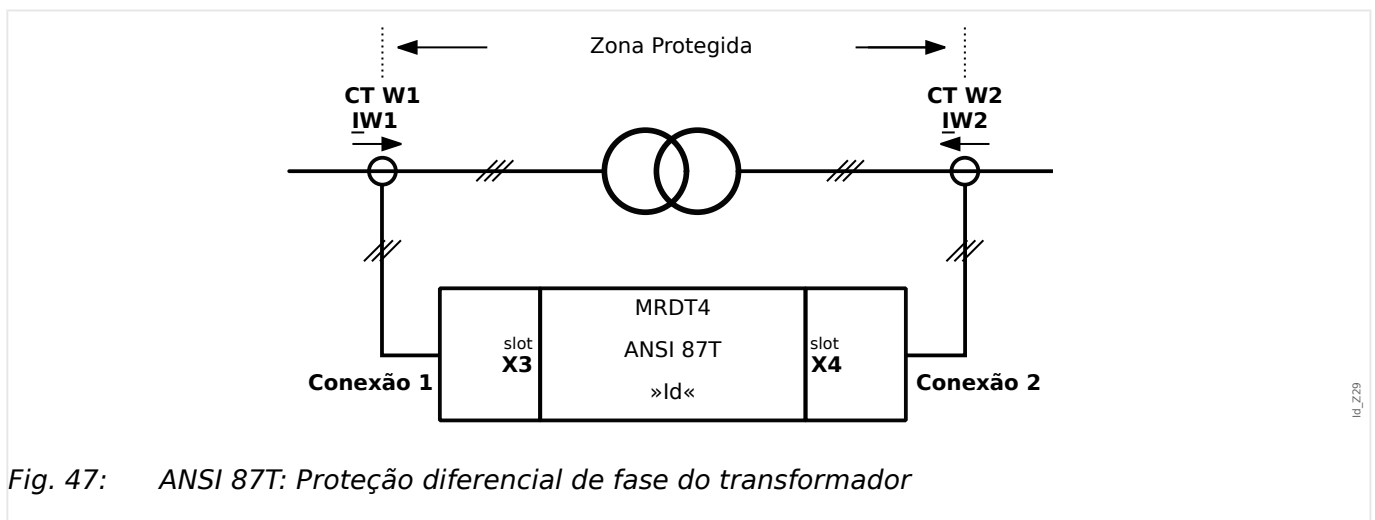 Zona Protegida
CT W1
IW1
CT W2
IW2
MRDT4
ANSI 87T
»Id«
slot
X3
slot
X4
Conexão 1
Conexão 2
Id_Z29
Fig. 47: ANSI 87T: Proteção diferencial de fase do transformador